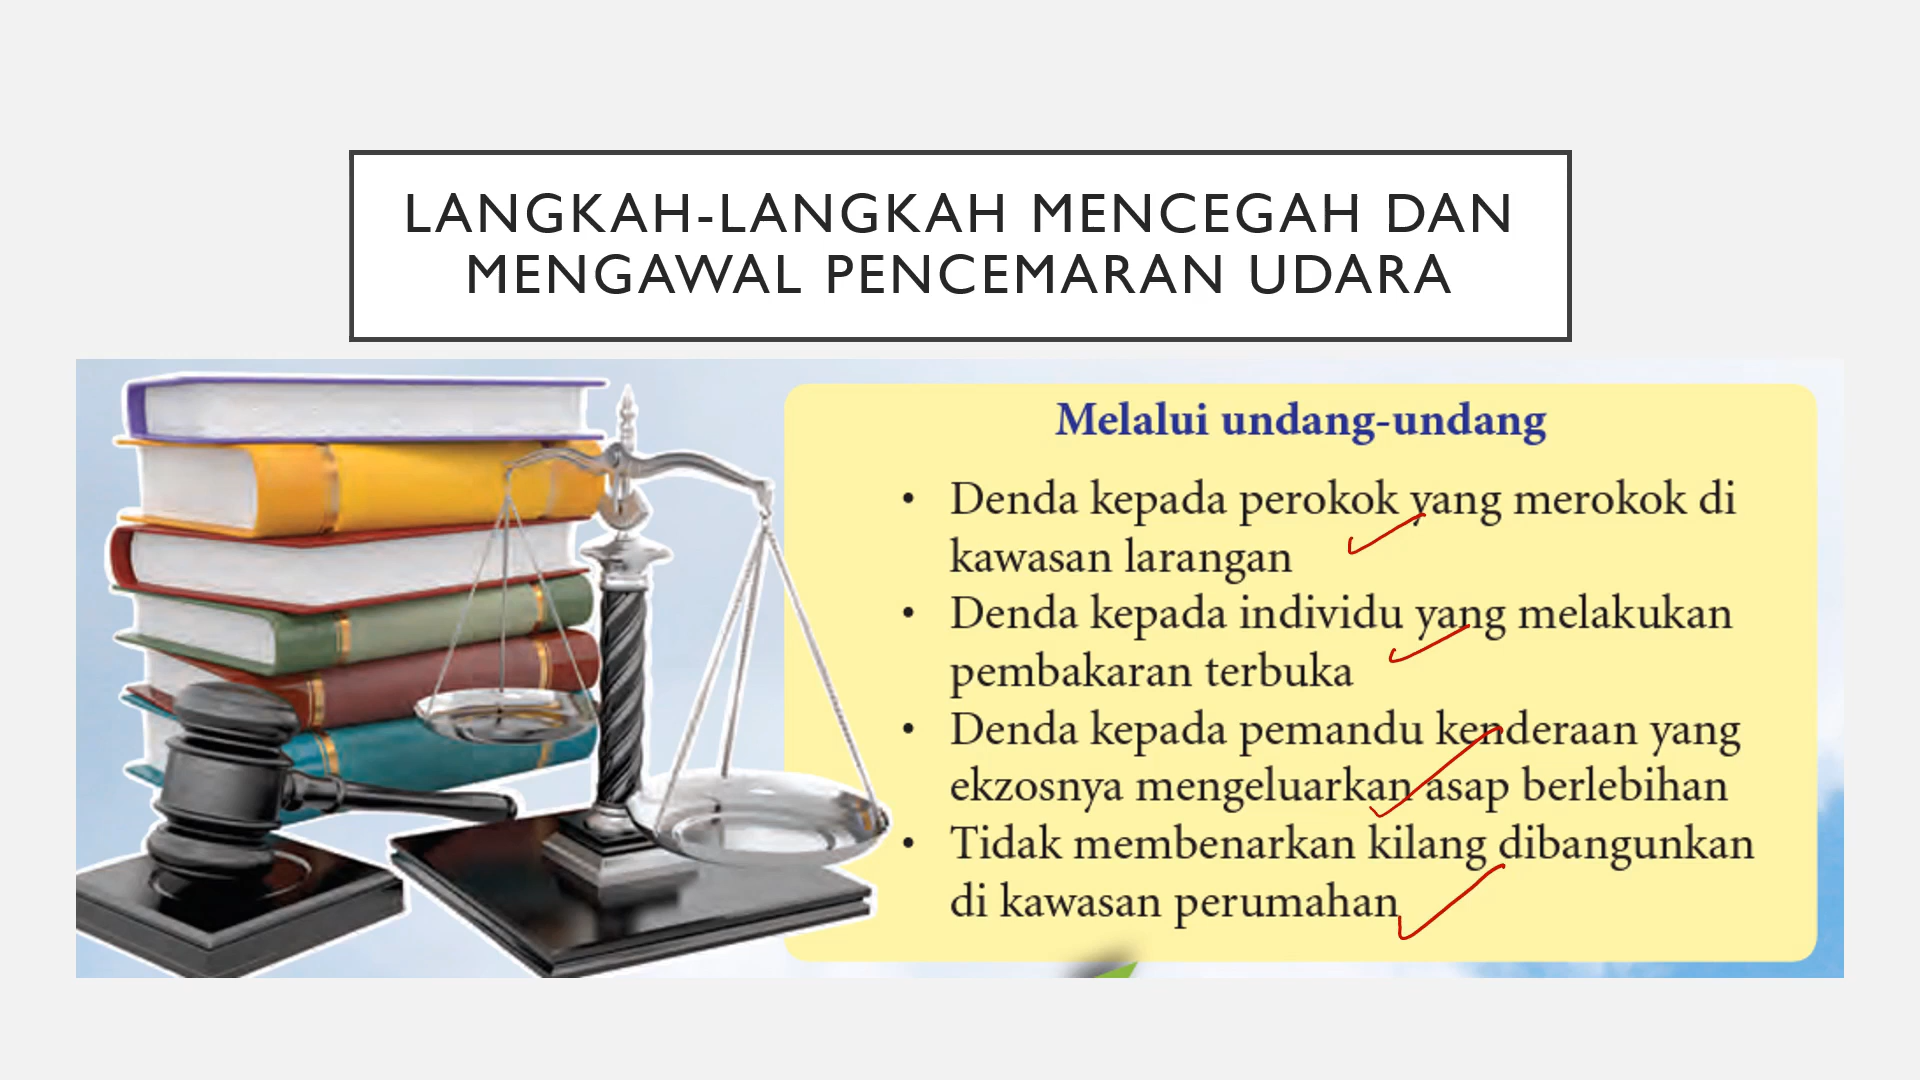 LANGKAH-LANGKAH MENCEGAH DAN
MENGAWAL PENCEMARAN UDARA
Melalui undang-undang
• Denda kepada perokok yang merokok di
kawasan larangan
• Denda kepada individu yang melakukan
pembakaran terbuka
• Denda kepada pemandu kenderaan yang
ekzosnya mengeluarkan asap berlebihan
• Tidak membenarkan kilang dibangunkan
di kawasan perumahan